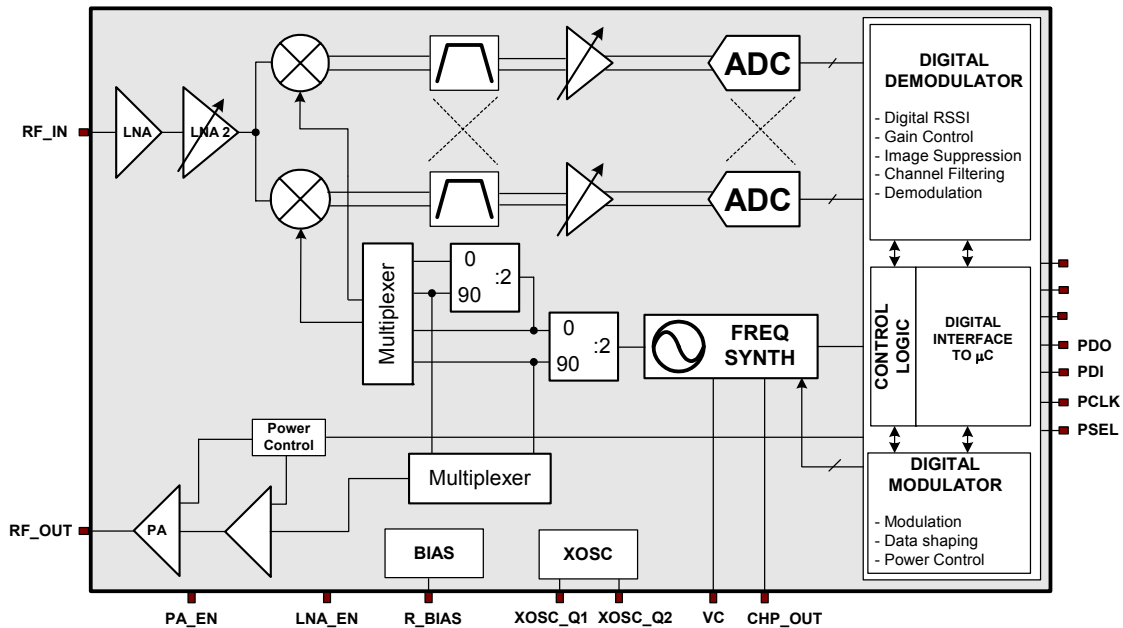 RF_IN
LNA
LNA 2
ADC
ADC
DIGITAL
DEMODULATOR
- Digital RSSI
- Gain Control
- Image Suppression
- Channel Filtering
- Demodulation
Multiplexer
0
90
:2
0
90
:2
FREQ
SYNTH
CONTROL
LOGIC
DIGITAL
INTERFACE
TO µC
PDO
PDI
PCLK
PSEL
Power
Control
Multiplexer
DIGITAL
MODULATOR
- Modulation
- Data shaping
- Power Control
RF_OUT
PA
BIAS
XOSC
PA_EN
LNA_EN
R_BIAS
XOSC_Q1
XOSC_Q2
VC
CHP_OUT